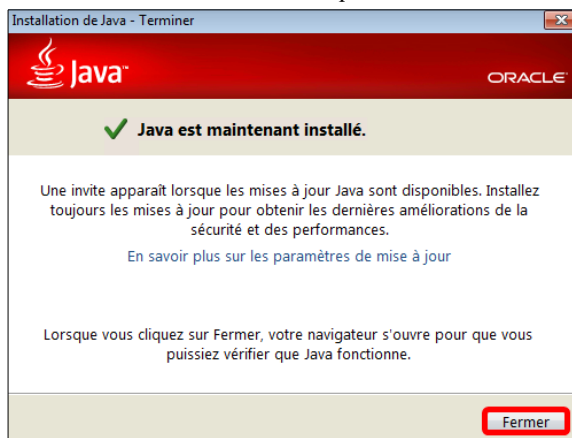 Installation de Java - Terminer
Java™
ORACLE
Java est maintenant installé.
Une invite apparaît lorsque les mises à jour Java sont disponibles. Installez
toujours les mises à jour pour obtenir les dernières améliorations de la
sécurité et des performances.
En savoir plus sur les paramètres de mise à jour
Lorsque vous cliquez sur Fermer, votre navigateur s'ouvre pour que vous
puissiez vérifier que Java fonctionne.
Fermer